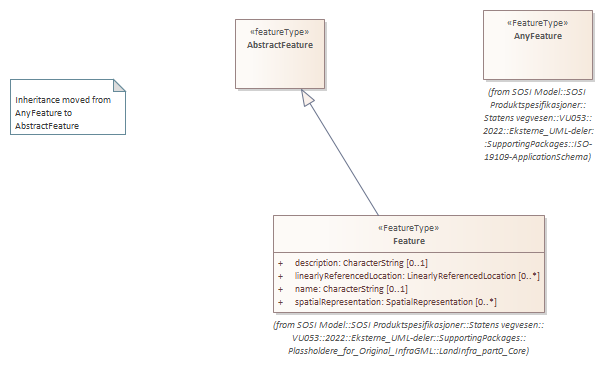 «featureType»
AbstractFeature
«FeatureType»
AnyFeature
(from SOSI Model::SOSI
Produktspesifikasjoner::
Statens vegvesen::VU053::
2022::Eksterne_UML-deler:
:SupportingPackages::ISO-
19109-ApplicationSchema)
Inheritance moved from
AnyFeature to
AbstractFeature
«FeatureType»
Feature
+ description: CharacterString [0..1]
+ linearlyReferencedLocation: LinearlyReferencedLocation [0..*]
+ name: CharacterString [0..1]
+ spatialRepresentation: SpatialRepresentation [0..*]
(from SOSI Model::SOSI Produktspesifikasjoner::Statens vegvesen::
VU053::2022::Eksterne_UML-deler::SupportingPackages::
Plassholdere_for_Original_InfraGML::LandInfra_part0_Core)